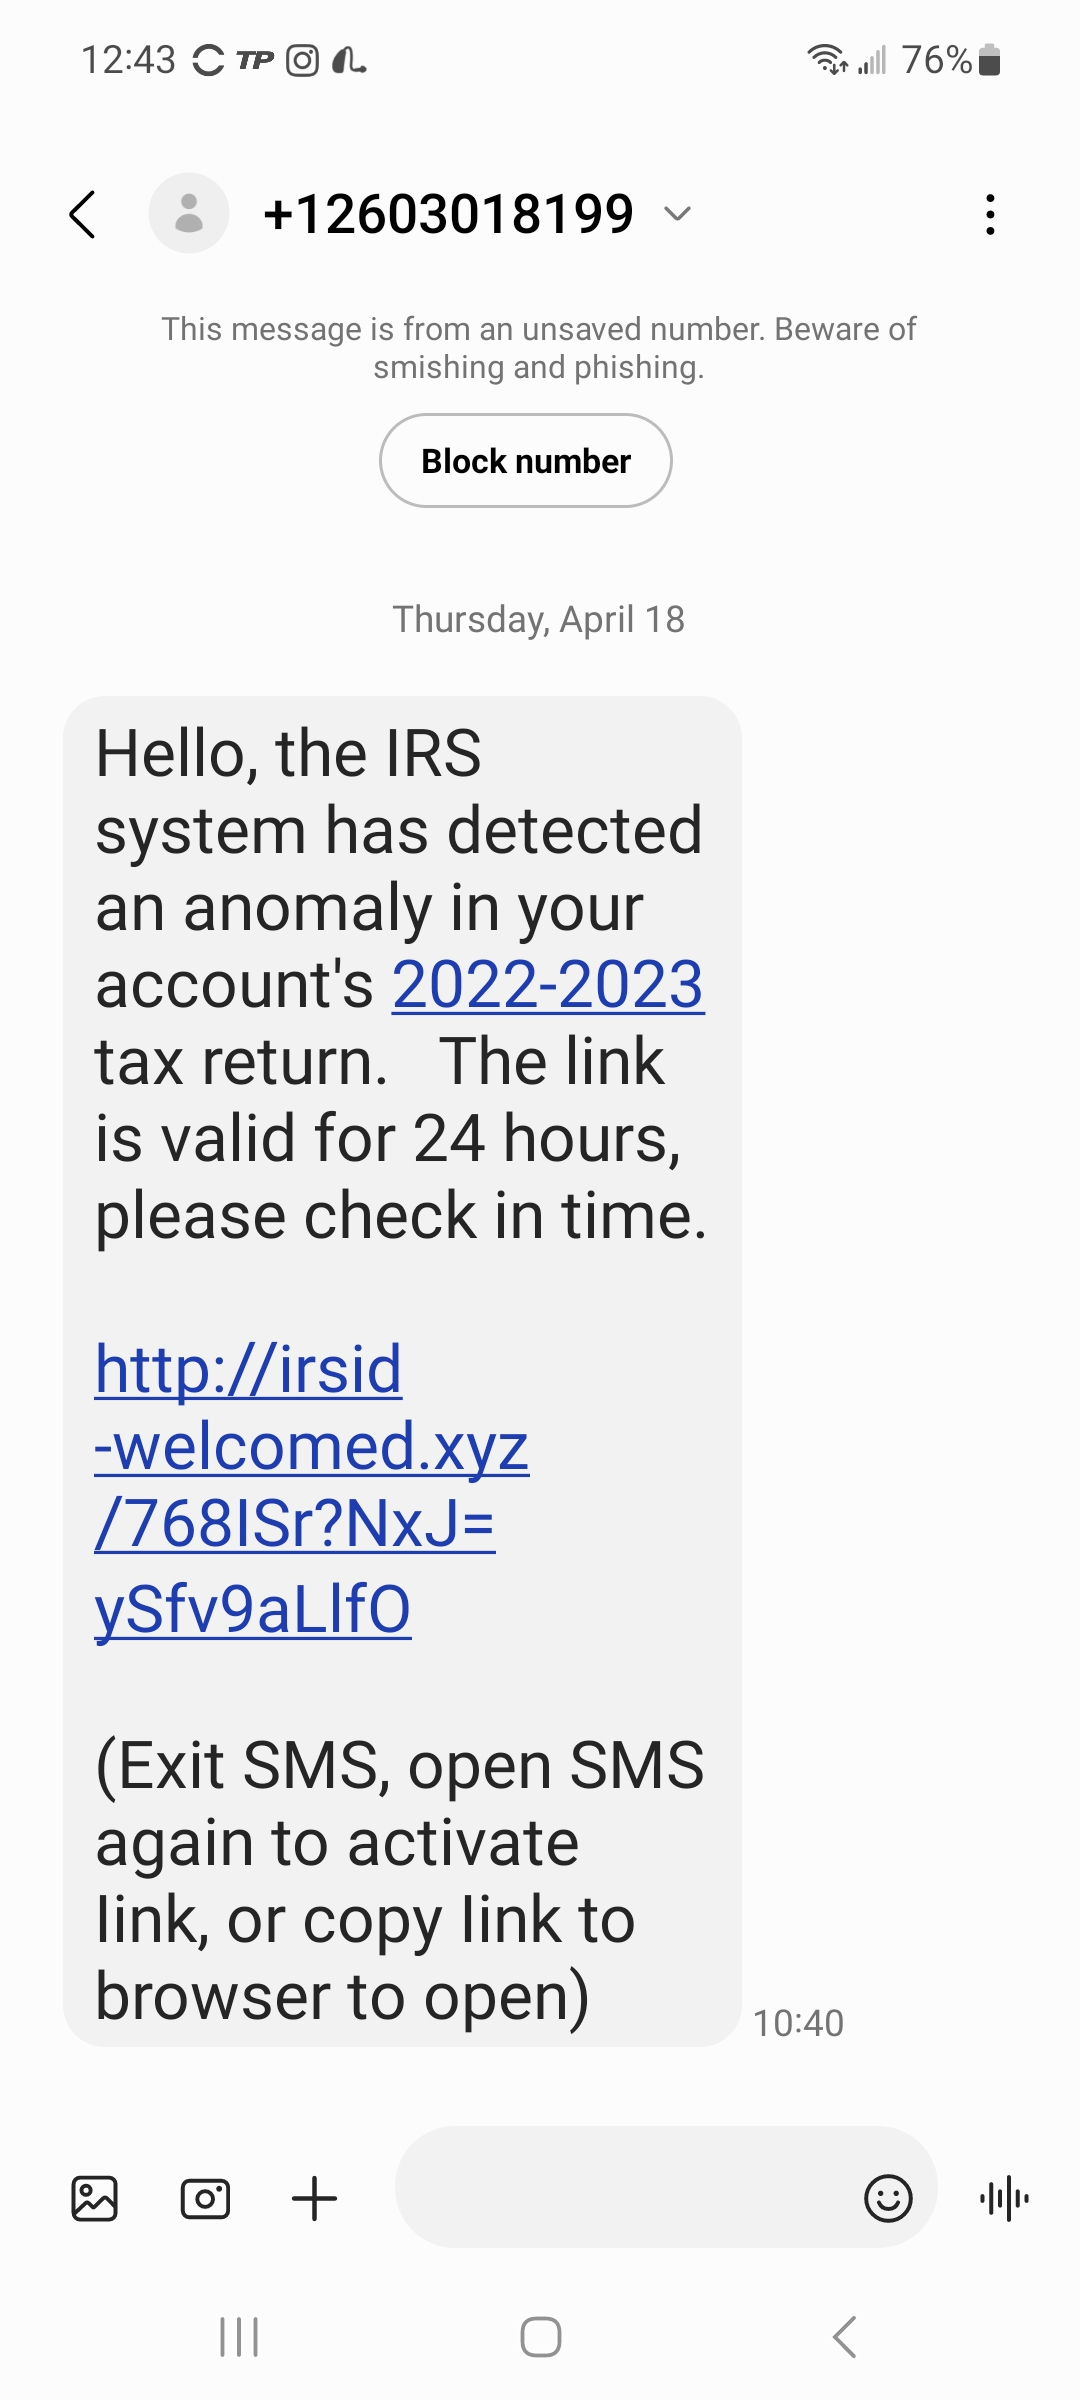 12:43 TP 76%
+12603018199
This message is from an unsaved number. Beware of
smishing and phishing.
Block number
Thursday, April 18
Hello, the IRS
system has detected
an anomaly in your
account's 2022-2023
tax return.   The link
is valid for 24 hours,
please check in time.
http://irsid
-welcomed.xyz
/768ISr?NxJ=
ySfv9aLlfO
(Exit SMS, open SMS
again to activate
link, or copy link to
browser to open)
10:40